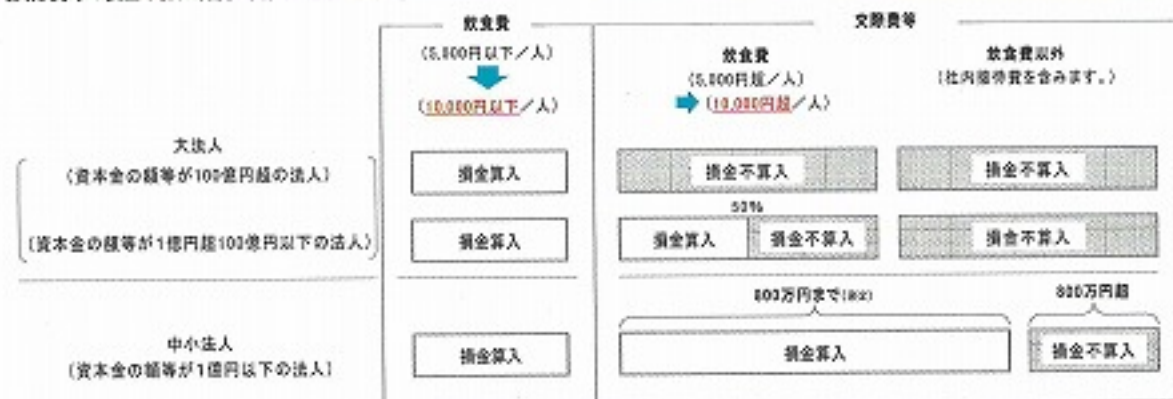 飲食費
交際費等
(5,000円以下/人)
(10,000円以下/人)
飲食費
(5,000円超/人)
(10,000円超/人)
飲食費以外
(社内接待費を含みます。)
大法人
(資本金の額等が100億円超の法人)
損金算入
損金不算入
損金不算入
50%
(資本金の額等が1億円超100億円以下の法人)
損金算入
損金算入
損金不算入
損金不算入
800万円まで
800万円超
中小法人
(資本金の額等が1億円以下の法人)
損金算入
損金算入
損金不算入